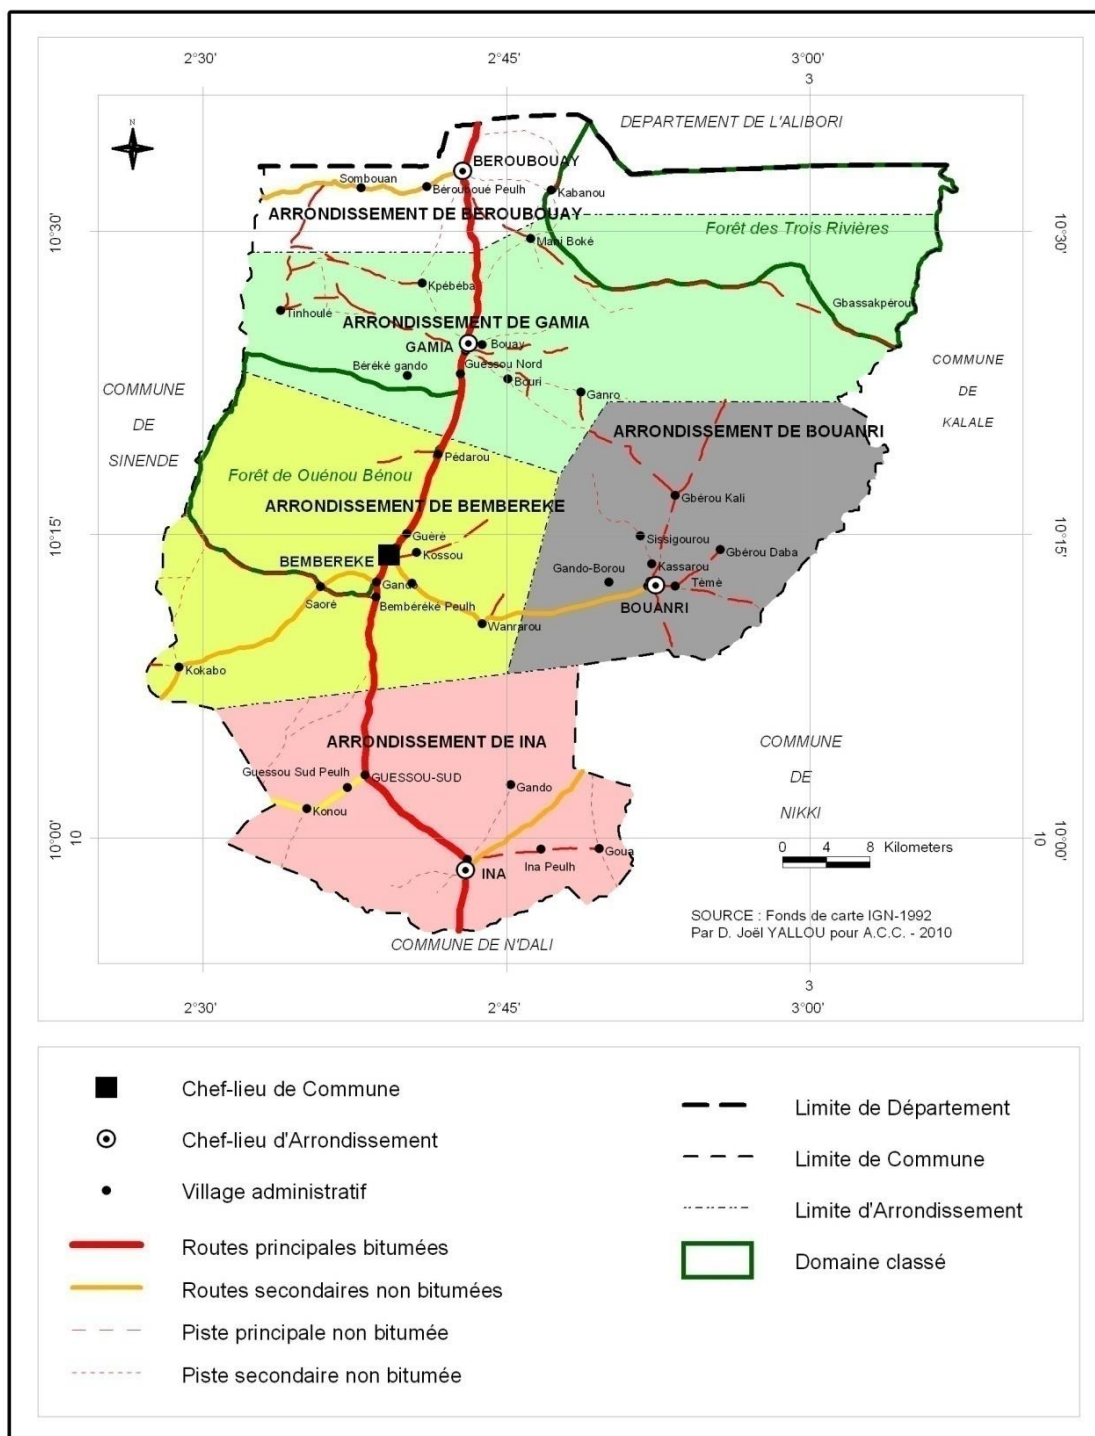 2°30'
2°45'
3°00'
3
N
DEPARTEMENT DE L'ALIBORI
BEROUBOUAY
Sombouan
Bérouboué Peulh
Kabanou
ARRONDISSEMENT DE BEROUBOUAY
10°30'
Forêt des Trois Rivières
10°30'
Mani Boké
Kpébéba
Gbassakpérou
Tinhoulé
ARRONDISSEMENT DE GAMIA
GAMIA
Bouay
Guessou Nord
Béréké gando
Bouri
Ganro
COMMUNE
DE
SINENDE
COMMUNE
DE
KALALE
ARRONDISSEMENT DE BOUANRI
Pédarou
Forêt de Ouénou Bénou
Gbérou Kali
ARRONDISSEMENT DE BEMBEREKE
10°15'
Guéré
Sissigourou
10°15'
Kossou
Gbérou Daba
BEMBEREKE
Kassarou
Gando
Gando-Borou
Tèmè
Saoré
Bembéréké Peulh
BOUANRI
Wanrarou
Kokabo
ARRONDISSEMENT DE INA
COMMUNE
DE
NIKKI
Guessou Sud Peulh
GUESSOU-SUD
Gando
Konou
10°00'
10
10°00'
10
Goua
Ina Peulh
INA
0 4 8 Kilometers
SOURCE : Fonds de carte IGN-1992
Par D. Joël YALLOU pour A.C.C. - 2010
COMMUNE DE N'DALI
2°30'
2°45'
3
3°00'
Chef-lieu de Commune
Chef-lieu d'Arrondissement
Village administratif
Routes principales bitumées
Routes secondaires non bitumées
Piste principale non bitumée
Piste secondaire non bitumée
Limite de Département
Limite de Commune
Limite d'Arrondissement
Domaine classé